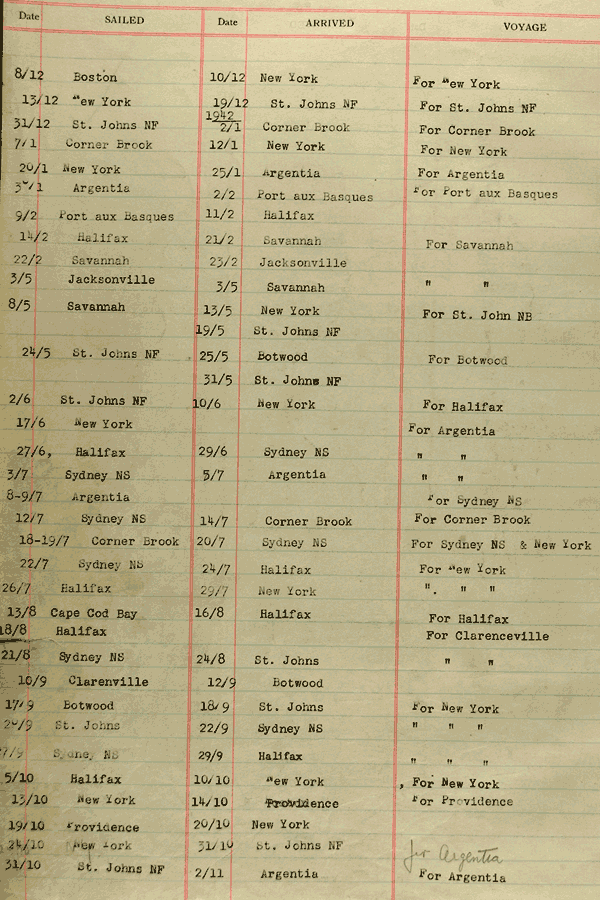 Date SAILED Date ARRIVED VOYAGE
8/12 Boston 10/12 New York For New York
13/12 New York 19/12 St. Johns NF For St. Johns NF
1942
31/12 St. Johns NF 2/1 Corner Brook For Corner Brook
7/1 Corner Brook 12/1 New York For New York
20/1 New York 25/1 Argentia For Argentia
Argentia 2/2 Port aux Basques For Port aux Basques
9/2 Port aux Basques 11/2 Halifax
14/2 Halifax 21/2 Savannah For Savannah
22/2 Savannah 23/2 Jacksonville
3/5 Jacksonville 3/5 Savannah " "
8/5 Savannah 13/5 New York For St. John NB
19/5 St. Johns NF
24/5 St. Johns NF 25/5 Botwood For Botwood
31/5 St. Johns NF
2/6 St. Johns NF 10/6 New York For Halifax
17/6 New York For Argentia
27/6, Halifax 29/6 Sydney NS " "
3/7 Sydney NS 5/7 Argentia " "
8-9/7 Argentia For Sydney NS
12/7 Sydney NS 14/7 Corner Brook For Corner Brook
18-19/7 Corner Brook 20/7 Sydney NS For Sydney NS & New York
22/7 Sydney NS 24/7 Halifax For New York
26/7 Halifax 29/7 New York ". " "
13/8 Cape Cod Bay 16/8 Halifax For Halifax
18/8 Halifax For Clarenceville
21/8 Sydney NS 24/8 St. Johns " "
10/9 Clarenville 12/9 Botwood
17/9 Botwood 18/9 St. Johns For New York
St. Johns 22/9 Sydney NS " " "
Sydney NS 29/9 Halifax " " "
5/10 Halifax 10/10 New York , For New York
13/10 New York 14/10 Providence For Providence
19/10 Providence 20/10 New York
24/10 New York 31/10 St. Johns NF for Argentia
31/10 St. Johns NF 2/11 Argentia For Argentia